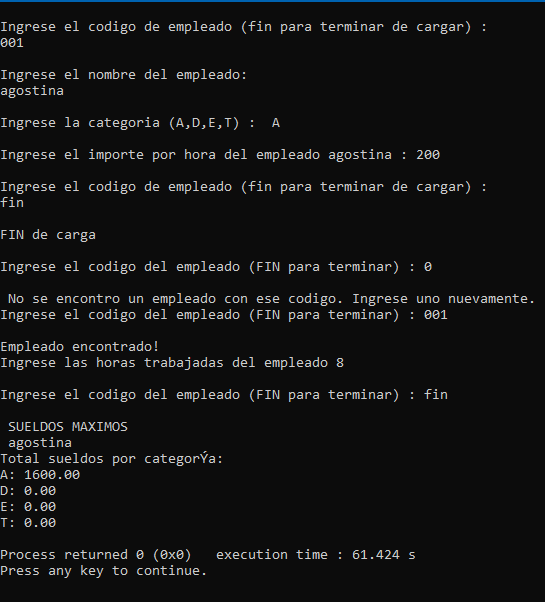 Ingrese el codigo de empleado (fin para terminar de cargar) :
001
Ingrese el nombre del empleado:
agostina
Ingrese la categoria (A,D,E,T) :  A
Ingrese el importe por hora del empleado agostina : 200
Ingrese el codigo de empleado (fin para terminar de cargar) :
fin
FIN de carga
Ingrese el codigo del empleado (FIN para terminar) : 0
No se encontro un empleado con ese codigo. Ingrese uno nuevamente.
Ingrese el codigo del empleado (FIN para terminar) : 001
Empleado encontrado!
Ingrese las horas trabajadas del empleado 8
Ingrese el codigo del empleado (FIN para terminar) : fin
SUELDOS MAXIMOS
agostina
Total sueldos por categorÝa:
A: 1600.00
D: 0.00
E: 0.00
T: 0.00
Process returned 0 (0x0)   execution time : 61.424 s
Press any key to continue.